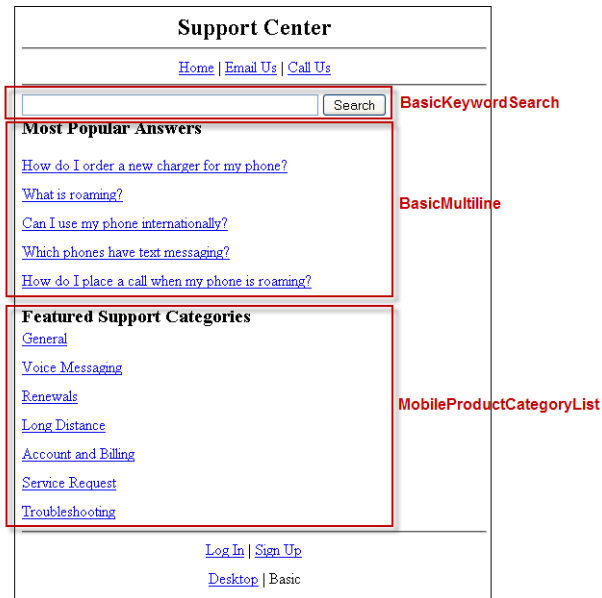 Support Center
Home | Email Us | Call Us
Search
BasicKeywordSearch
Most Popular Answers
How do I order a new charger for my phone?
What is roaming?
BasicMultiline
Can I use my phone internationally?
Which phones have text messaging?
How do I place a call when my phone is roaming?
Featured Support Categories
General
Voice Messaging
Renewals
MobileProductCategoryList
Long Distance
Account and Billing
Service Request
Troubleshooting
Log In | Sign Up
Desktop | Basic